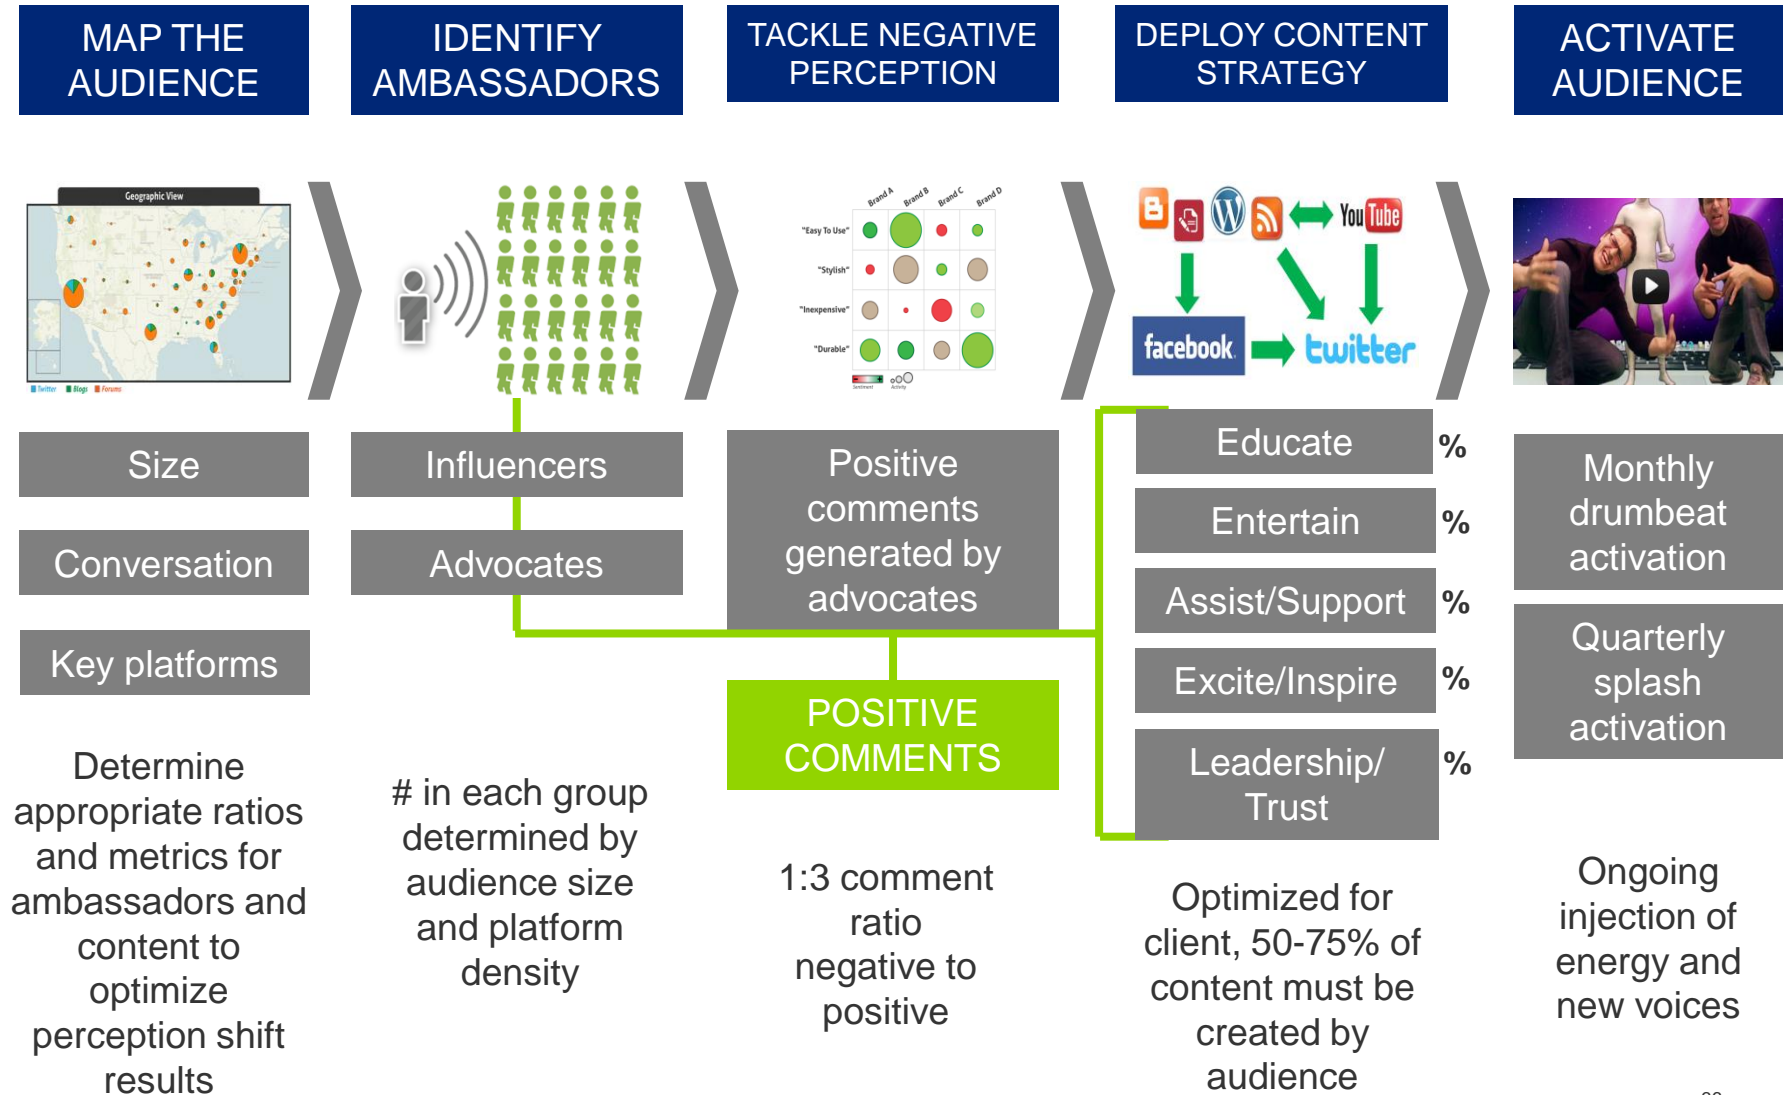 MAP THE
AUDIENCE
IDENTIFY
AMBASSADORS
TACKLE NEGATIVE
PERCEPTION
DEPLOY CONTENT
STRATEGY
ACTIVATE
AUDIENCE
Geographic View
Twitter Blogs Forums
Brand A Brand B Brand C Brand D
"Easy To Use"
"Stylish"
"Inexpensive"
"Durable"
Sentiment Activity
You Tube
facebook
twitter
Size
Conversation
Key platforms
Determine
appropriate ratios
and metrics for
ambassadors and
content to
optimize
perception shift
results
Influencers
Advocates
# in each group
determined by
audience size
and platform
density
Positive
comments
generated by
advocates
POSITIVE
COMMENTS
1:3 comment
ratio
negative to
positive
Educate %
Entertain %
Assist/Support %
Excite/Inspire %
Leadership/ %
Trust
Optimized for
client, 50-75% of
content must be
created by
audience
Monthly
drumbeat
activation
Quarterly
splash
activation
Ongoing
injection of
energy and
new voices